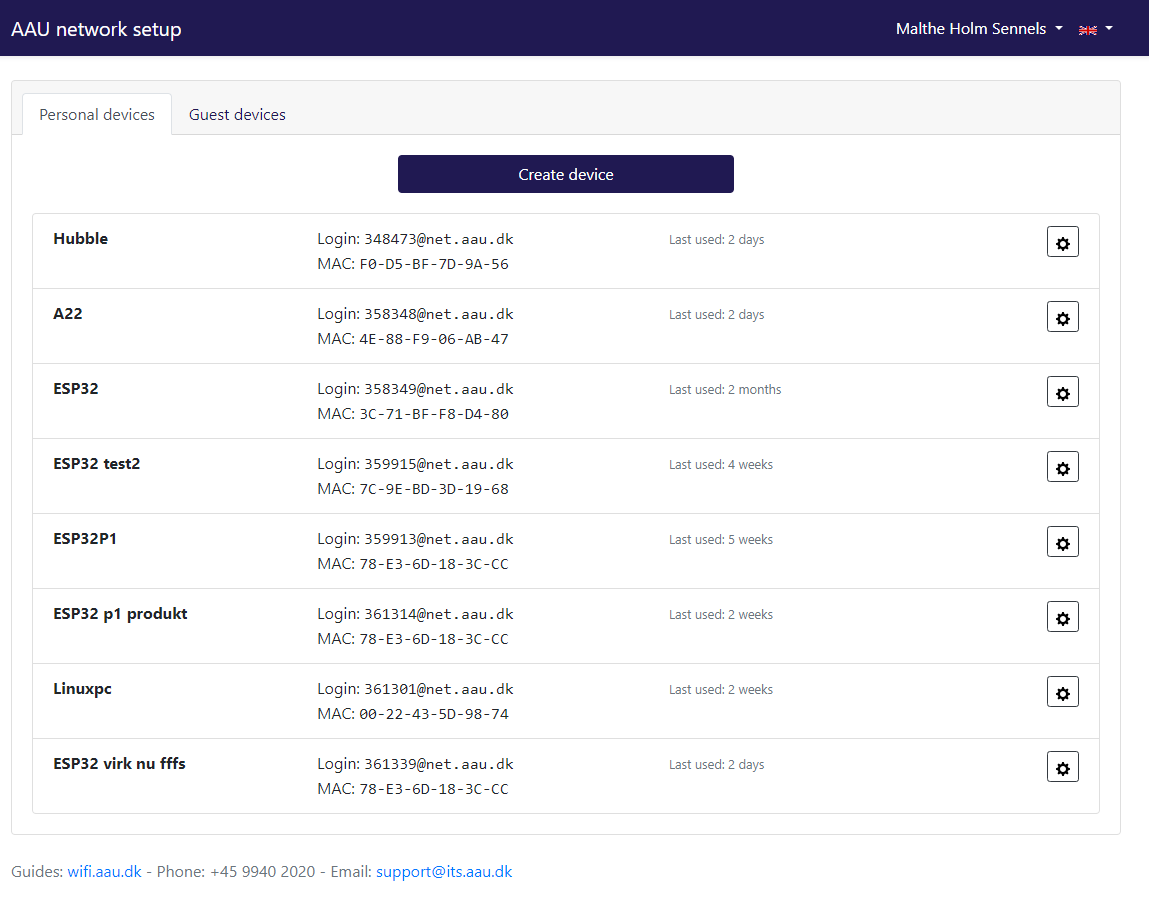 AAU network setup
Malthe Holm Sennels
Personal devices
Guest devices
Create device
Hubble
Login: 348473@net.aau.dk
Last used: 2 days
MAC: F0-D5-BF-7D-9A-56
A22
Login: 358348@net.aau.dk
Last used: 2 days
MAC: 4E-88-F9-06-AB-47
ESP32
Login: 358349@net.aau.dk
Last used: 2 months
MAC: 3C-71-BF-F8-D4-80
ESP32 test2
Login: 359915@net.aau.dk
Last used: 4 weeks
MAC: 7C-9E-BD-3D-19-68
ESP32P1
Login: 359913@net.aau.dk
Last used: 5 weeks
MAC: 78-E3-6D-18-3C-CC
ESP32 p1 produkt
Login: 361314@net.aau.dk
Last used: 2 weeks
MAC: 78-E3-6D-18-3C-CC
Linuxpc
Login: 361301@net.aau.dk
Last used: 2 weeks
MAC: 00-22-43-5D-98-74
ESP32 virk nu fffs
Login: 361339@net.aau.dk
Last used: 2 days
MAC: 78-E3-6D-18-3C-CC
Guides: wifi.aau.dk - Phone: +45 9940 2020 - Email: support@its.aau.dk